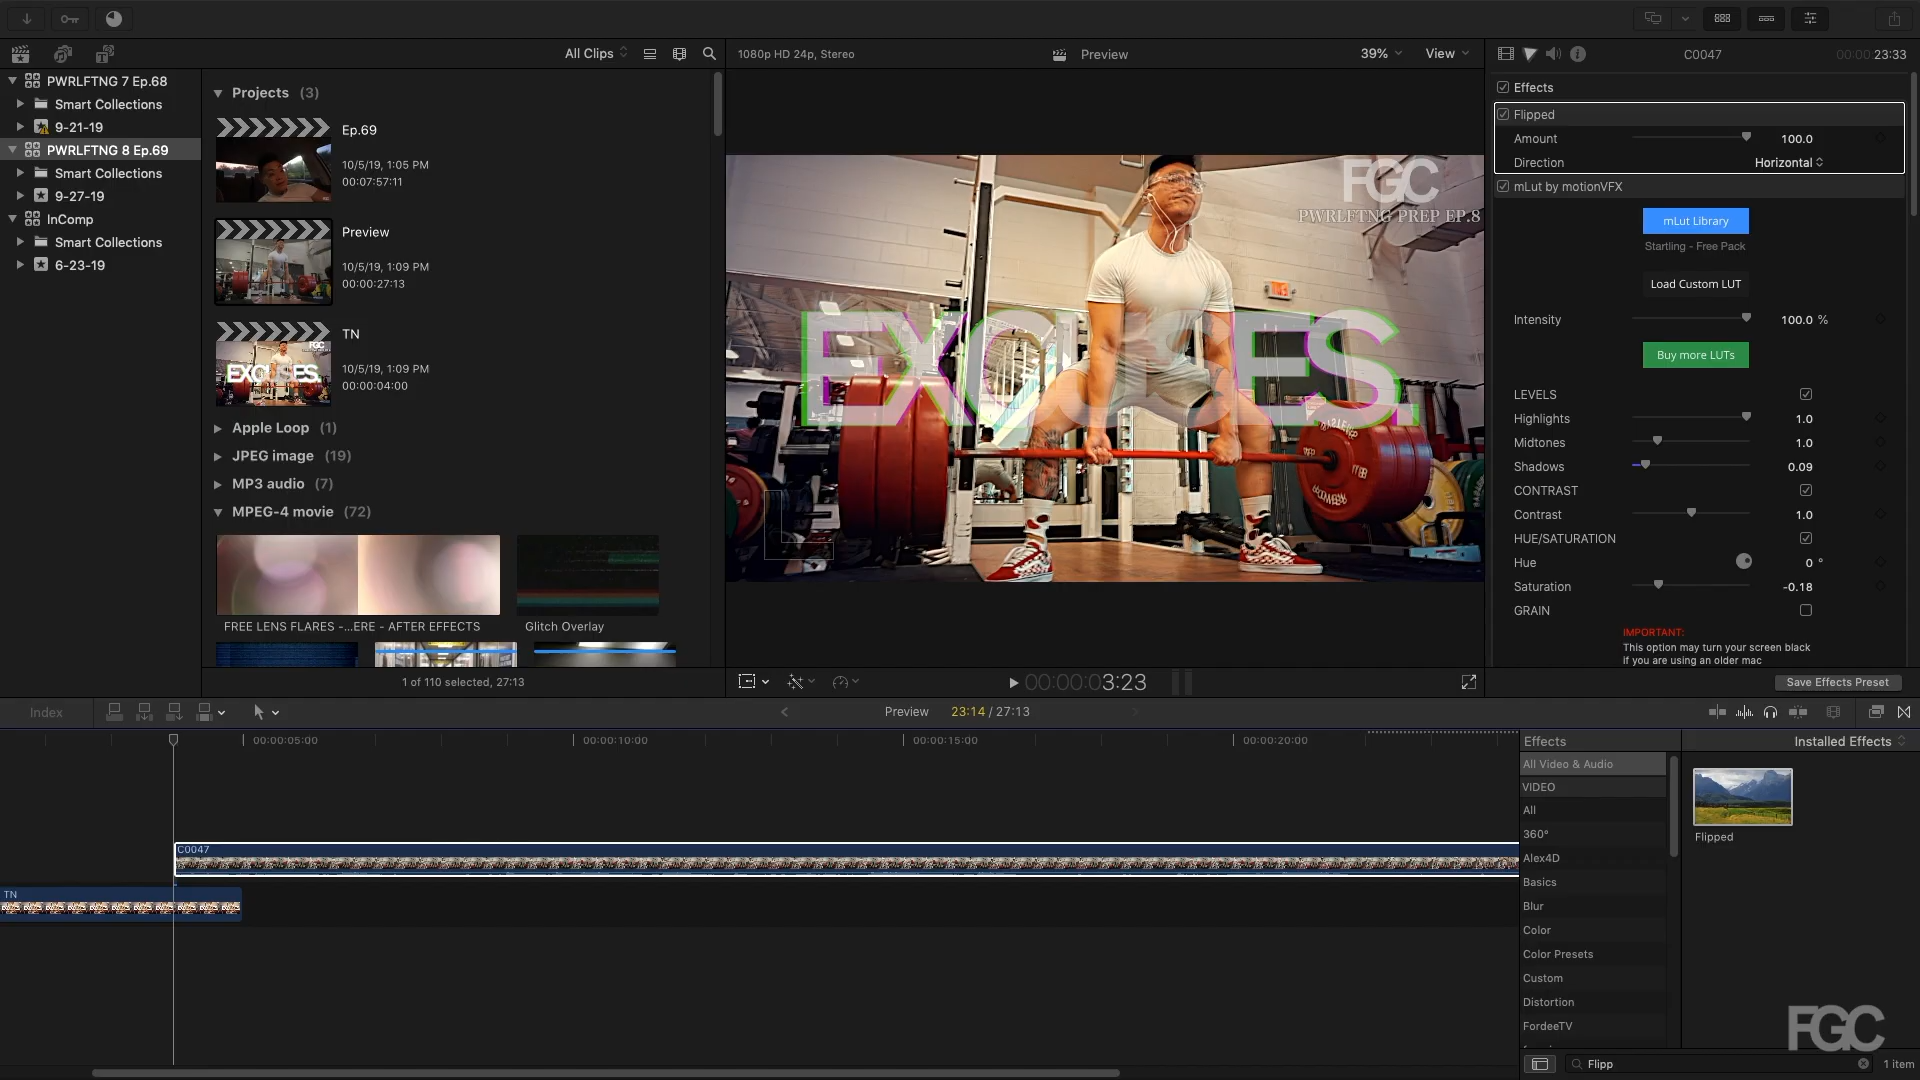 All Clips
1080p HD 24p, Stereo
Preview
39%
View
C0047
00:00:23:33
PWRLFTNG 7 Ep.68
Smart Collections
9-21-19
PWRLFTNG 8 Ep.69
Smart Collections
9-27-19
InComp
Smart Collections
6-23-19
Projects (3)
Ep.69
10/5/19, 1:05 PM
00:07:57:11
Preview
10/5/19, 1:09 PM
00:00:27:13
TN
10/5/19, 1:09 PM
00:00:04:00
FGC
EXCUSES.
Apple Loop (1)
JPEG image (19)
MP3 audio (7)
MPEG-4 movie (72)
FREE LENS FLARES -...ERE - AFTER EFFECTS
Glitch Overlay
1 of 110 selected, 27:13
FGC
PWRLFTNG PREP EP.8
EXCUSES.
00:00:03:23
Effects
Flipped
Amount 100.0
Direction Horizontal
mLut by motionVFX
mLut Library
Startling - Free Pack
Load Custom LUT
Intensity 100.0 %
Buy more LUTs
LEVELS
Highlights 1.0
Midtones 1.0
Shadows 0.09
CONTRAST
Contrast 1.0
HUE/SATURATION
Hue 0 °
Saturation -0.18
GRAIN
IMPORTANT:
This option may turn your screen black
if you are using an older mac
Save Effects Preset
Index
Preview 23:14 / 27:13
00:00:05:00
00:00:10:00
00:00:15:00
00:00:20:00
C0047
TN
Effects
Installed Effects
All Video & Audio
VIDEO
All
360°
Alex4D
Basics
Blur
Color
Color Presets
Custom
Distortion
FordeeTV
Flipped
FGC
Flipp
1 item